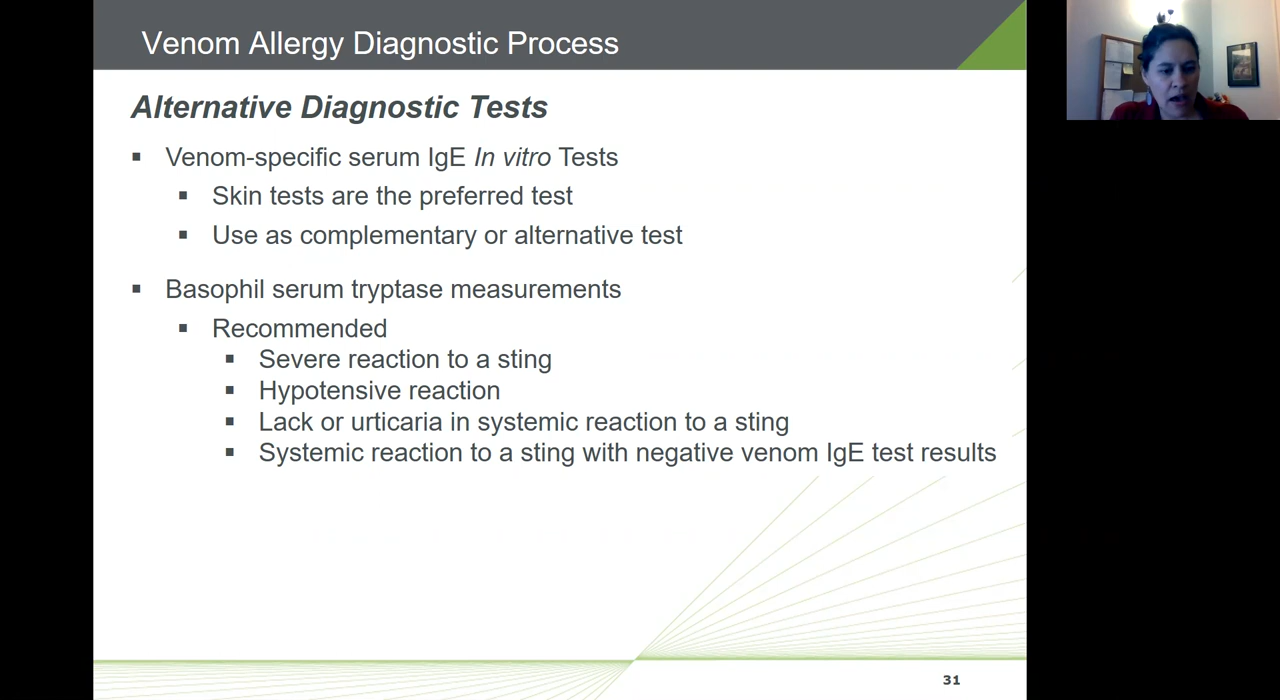 Venom Allergy Diagnostic Process
Alternative Diagnostic Tests
▪ Venom-specific serum IgE In vitro Tests
▪ Skin tests are the preferred test
▪ Use as complementary or alternative test
▪ Basophil serum tryptase measurements
▪ Recommended
▪ Severe reaction to a sting
▪ Hypotensive reaction
▪ Lack or urticaria in systemic reaction to a sting
▪ Systemic reaction to a sting with negative venom IgE test results
31